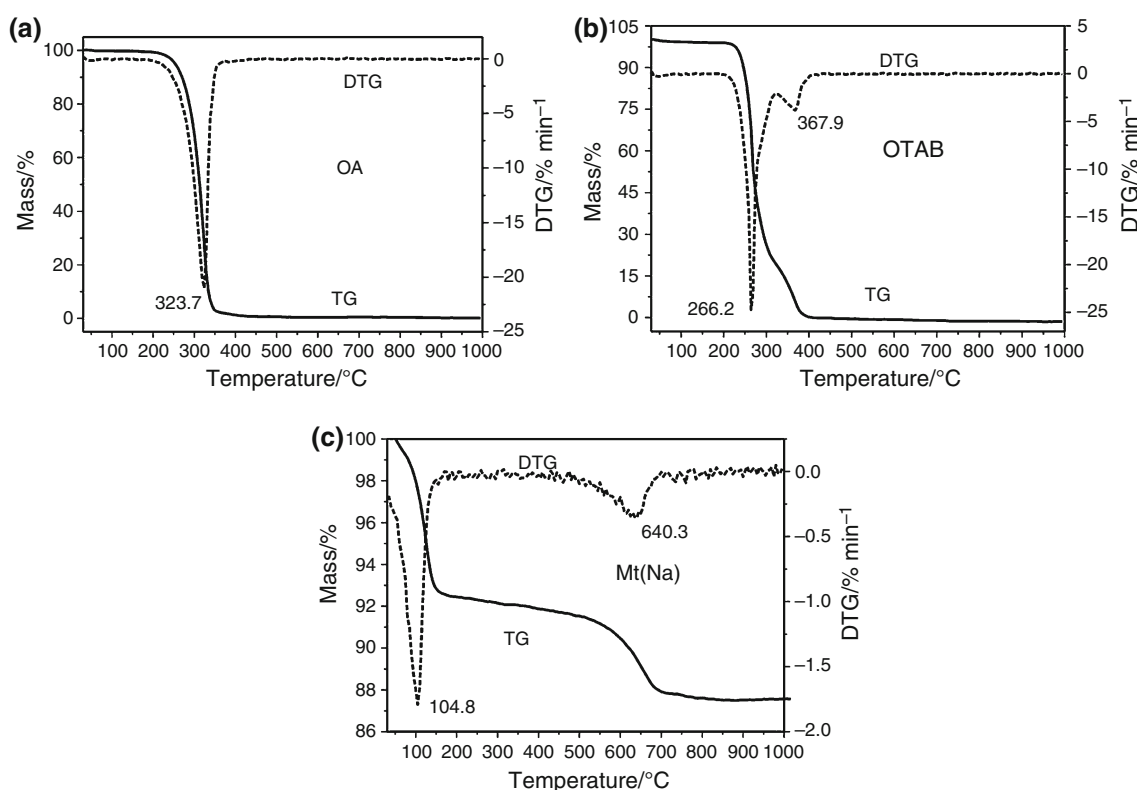 (a)
100
80
60
40
20
0
Mass/%
DTG
OA
323.7
TG
0
−5
−10
−15
−20
−25
DTG/% min⁻¹
100 200 300 400 500 600 700 800 900 1000
Temperature/°C
(b)
105
90
75
60
45
30
15
0
Mass/%
DTG
367.9
OTAB
266.2
TG
5
0
−5
−10
−15
−20
−25
DTG/% min⁻¹
100 200 300 400 500 600 700 800 900 1000
Temperature/°C
(c)
100
98
96
94
92
90
88
86
Mass/%
DTG
640.3
Mt(Na)
TG
104.8
0.0
−0.5
−1.0
−1.5
−2.0
DTG/% min⁻¹
100 200 300 400 500 600 700 800 900 1000
Temperature/°C